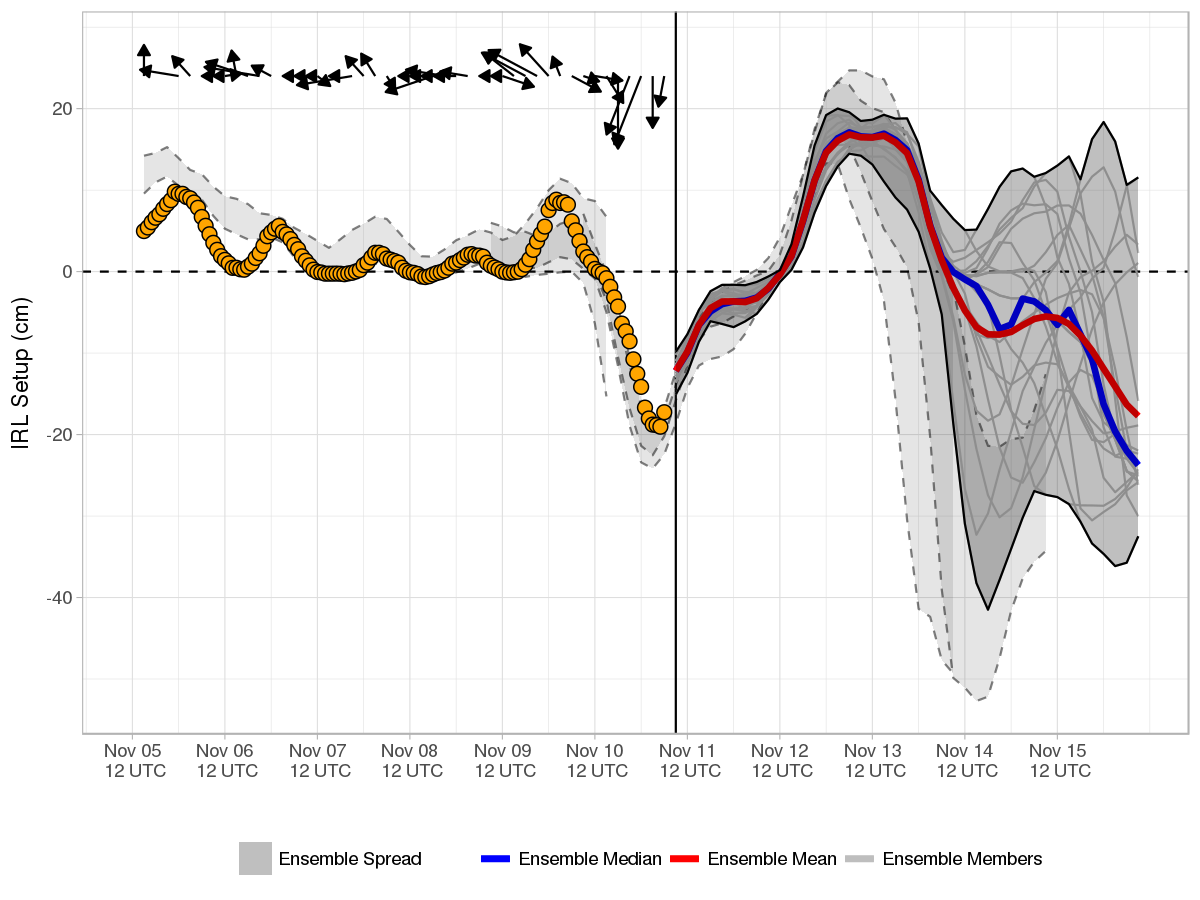 IRL Setup (cm)
20
0
-20
-40
Nov 05 Nov 06 Nov 07 Nov 08 Nov 09 Nov 10 Nov 11 Nov 12 Nov 13 Nov 14 Nov 15
12 UTC 12 UTC 12 UTC 12 UTC 12 UTC 12 UTC 12 UTC 12 UTC 12 UTC 12 UTC 12 UTC
Ensemble Spread Ensemble Median Ensemble Mean Ensemble Members